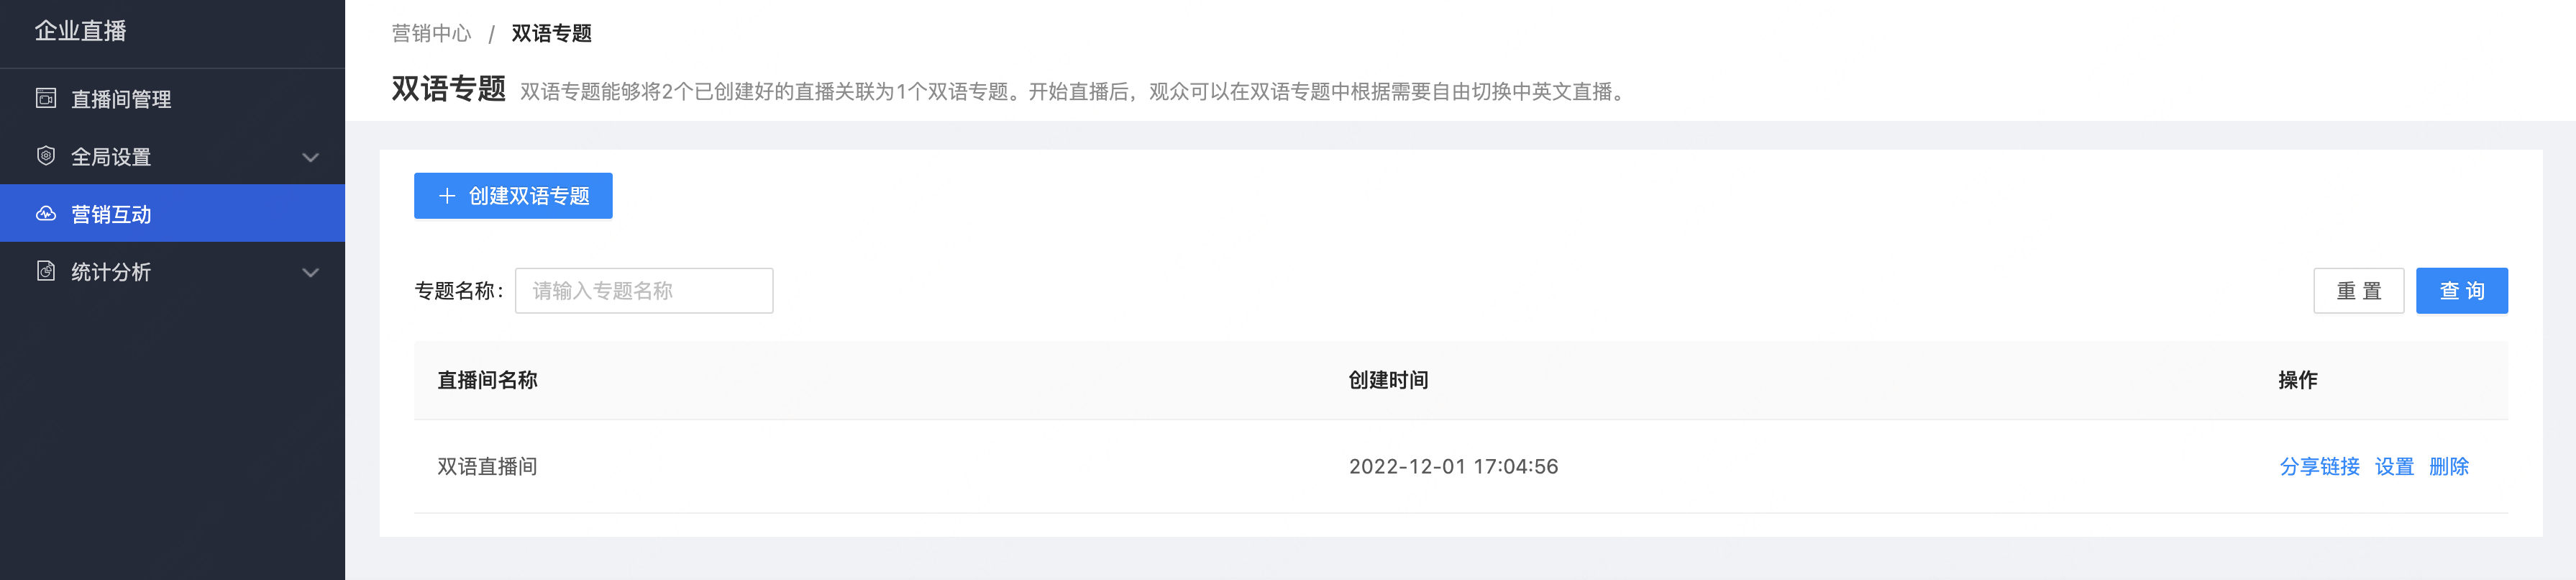 企业直播
直播间管理
全局设置
营销互动
统计分析
营销中心 / 双语专题
双语专题 双语专题能够将2个已创建好的直播关联为1个双语专题。开始直播后，观众可以在双语专题中根据需要自由切换中英文直播。
+ 创建双语专题
专题名称: 请输入专题名称 重 置 查 询
直播间名称 创建时间 操作
双语直播间 2022-12-01 17:04:56 分享链接 设置 删除